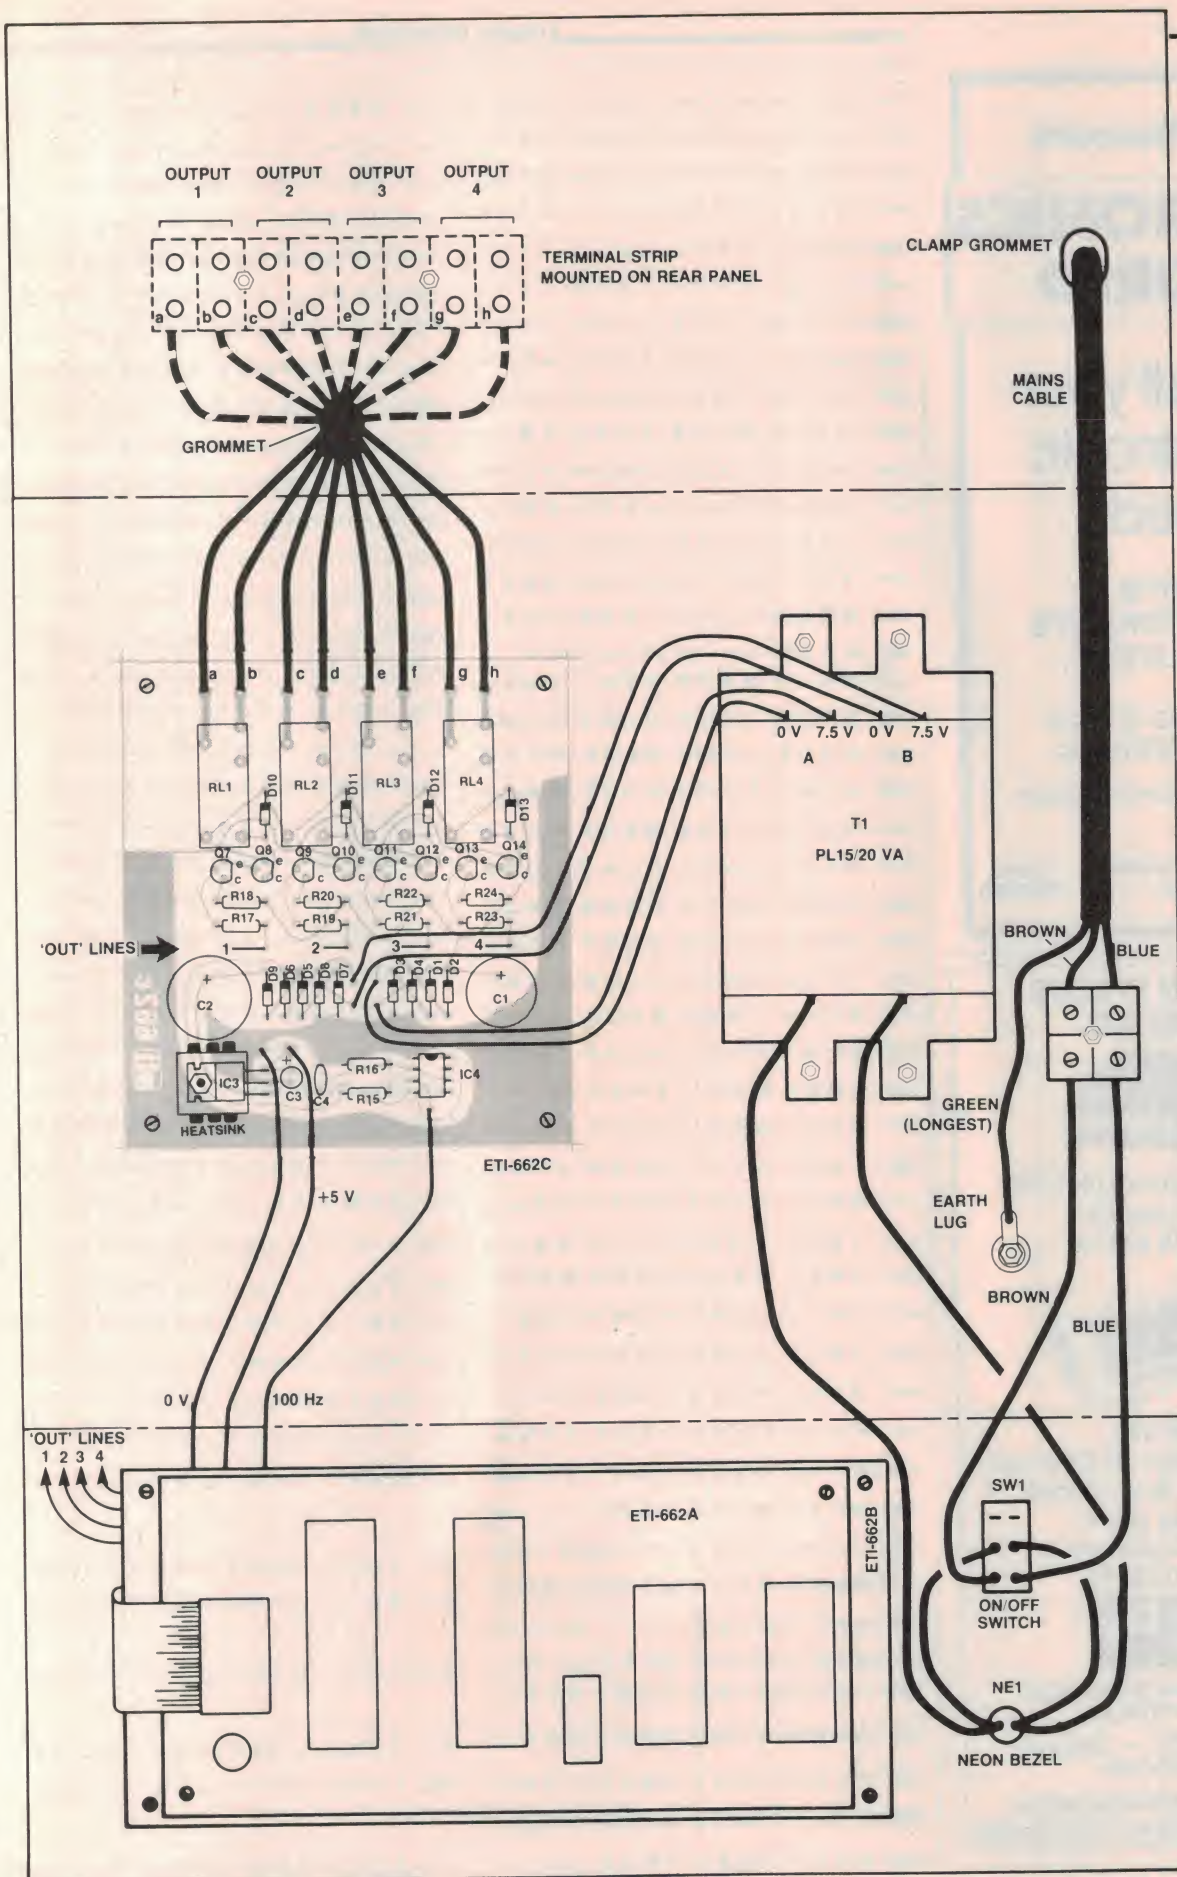 OUTPUT 1
OUTPUT 2
OUTPUT 3
OUTPUT 4
TERMINAL STRIP
MOUNTED ON REAR PANEL
a b c d e f g h
GROMMET
CLAMP GROMMET
MAINS
CABLE
a b c d e f g h
RL1 D10 RL2 D11 RL3 D12 RL4 D13
Q7 Q8 Q9 Q10 Q11 Q12 Q13 Q14
e e e e e e e e
c c c c c c c c
R18 R20 R22 R24
R17 R19 R21 R23
'OUT' LINES
1 2 3 4
D9 D6 D5 D8 D7 D3 D4 D1 D2
+
C2
+
C1
IC3
+
C3 C4
R16
R15
IC4
HEATSINK
ETI-662C
0 V 7.5 V 0 V 7.5 V
A B
T1
PL15/20 VA
BROWN
BLUE
GREEN
(LONGEST)
EARTH
LUG
BROWN
BLUE
+5 V
0 V
100 Hz
'OUT' LINES
1 2 3 4
ETI-662A
ETI-662B
SW1
ON/OFF
SWITCH
NE1
NEON BEZEL